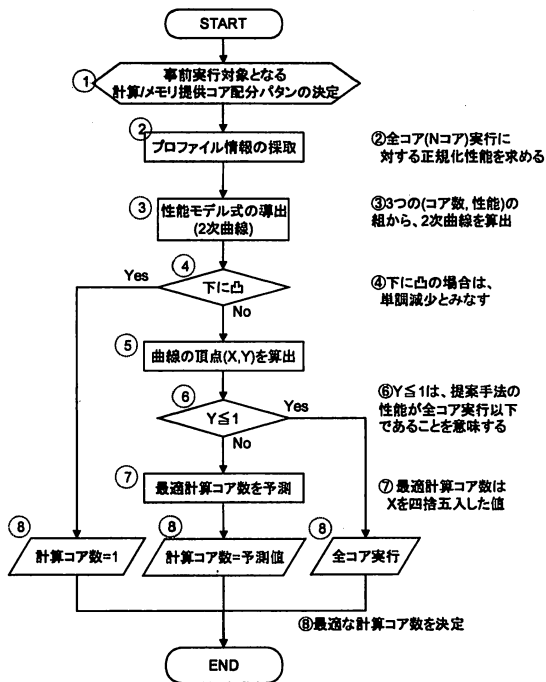 START
① 事前実行対象となる
計算/メモリ提供コア配分パタンの決定
②
プロファイル情報の採取
②全コア(Nコア)実行に
対する正規化性能を求める
③ 性能モデル式の導出
(2次曲線)
③3つの(コア数, 性能)の
組から、2次曲線を算出
Yes
④
下に凸
No
④下に凸の場合は、
単調減少とみなす
⑤
曲線の頂点(X,Y)を算出
⑥
Y≦1
Yes
No
⑥Y≦1は、提案手法の
性能が全コア実行以下
であることを意味する
⑦ 最適計算コア数を予測
⑦ 最適計算コア数は
Xを四捨五入した値
⑧
計算コア数=1
⑧
計算コア数=予測値
⑧
全コア実行
⑧最適な計算コア数を決定
END